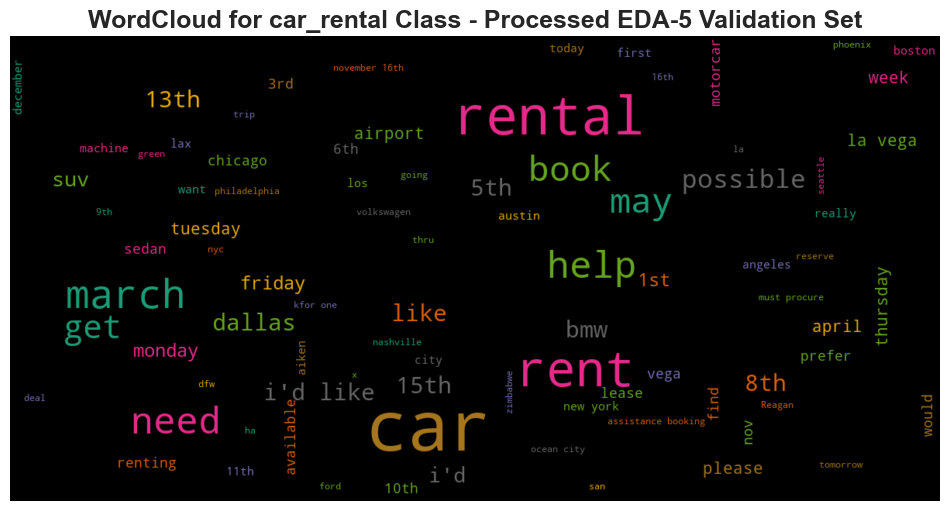 WordCloud for car_rental Class - Processed EDA-5 Validation Set
december
november 16th
today
first
phoenix
boston
3rd
13th
16th
motorcar
week
trip
rental
airport
machine
green
lax
6th
la
la vega
chicago
suv
want
philadelphia
los
going
5th
book
possible
seattle
9th
volkswagen
austin
may
really
tuesday
thru
sedan
nyc
help
angeles
reserve
friday
1st
thursday
march
kfor one
must procure
get
dallas
like
bmw
april
monday
aiken
nashville
city
prefer
dfw
x
rent
vega
8th
deal
i'd like
15th
zimbabwe
lease
new york
find
Reagan
would
need
ha
available
car
assistance booking
nov
ocean city
renting
11th
i'd
please
tomorrow
ford
10th
san